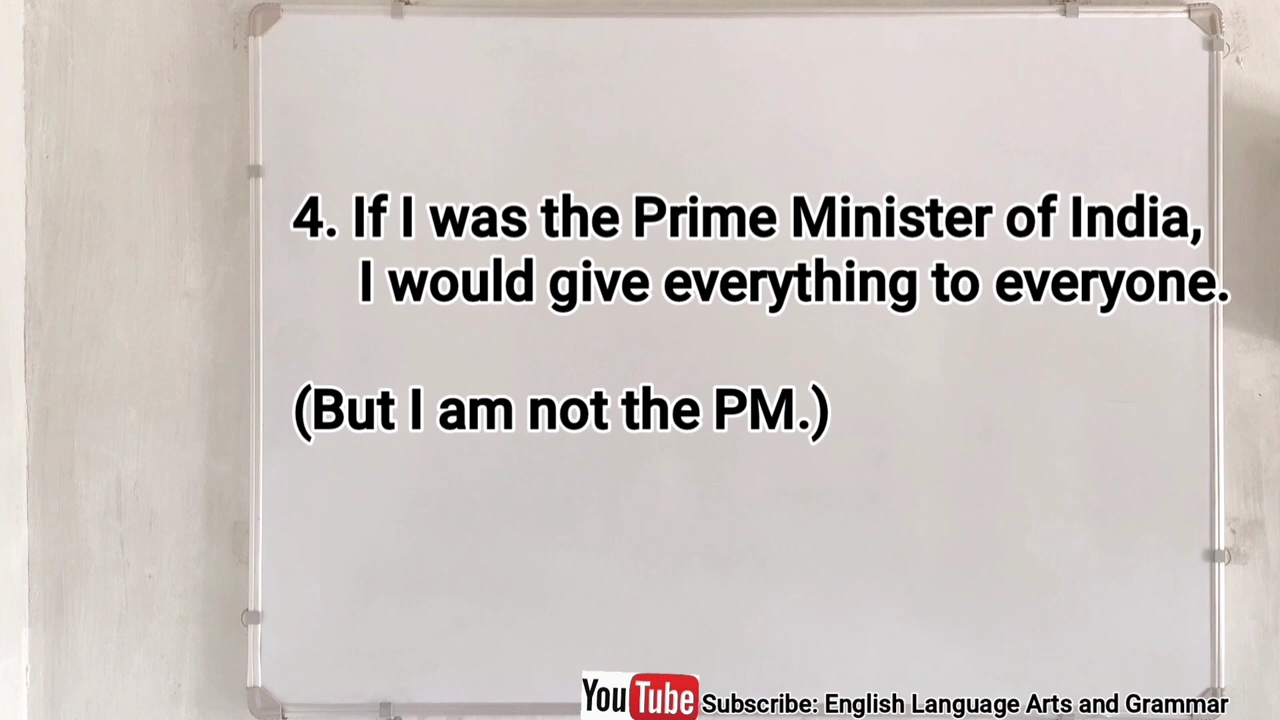 4. If I was the Prime Minister of India,
I would give everything to everyone.
(But I am not the PM.)
YouTube Subscribe: English Language Arts and Grammar